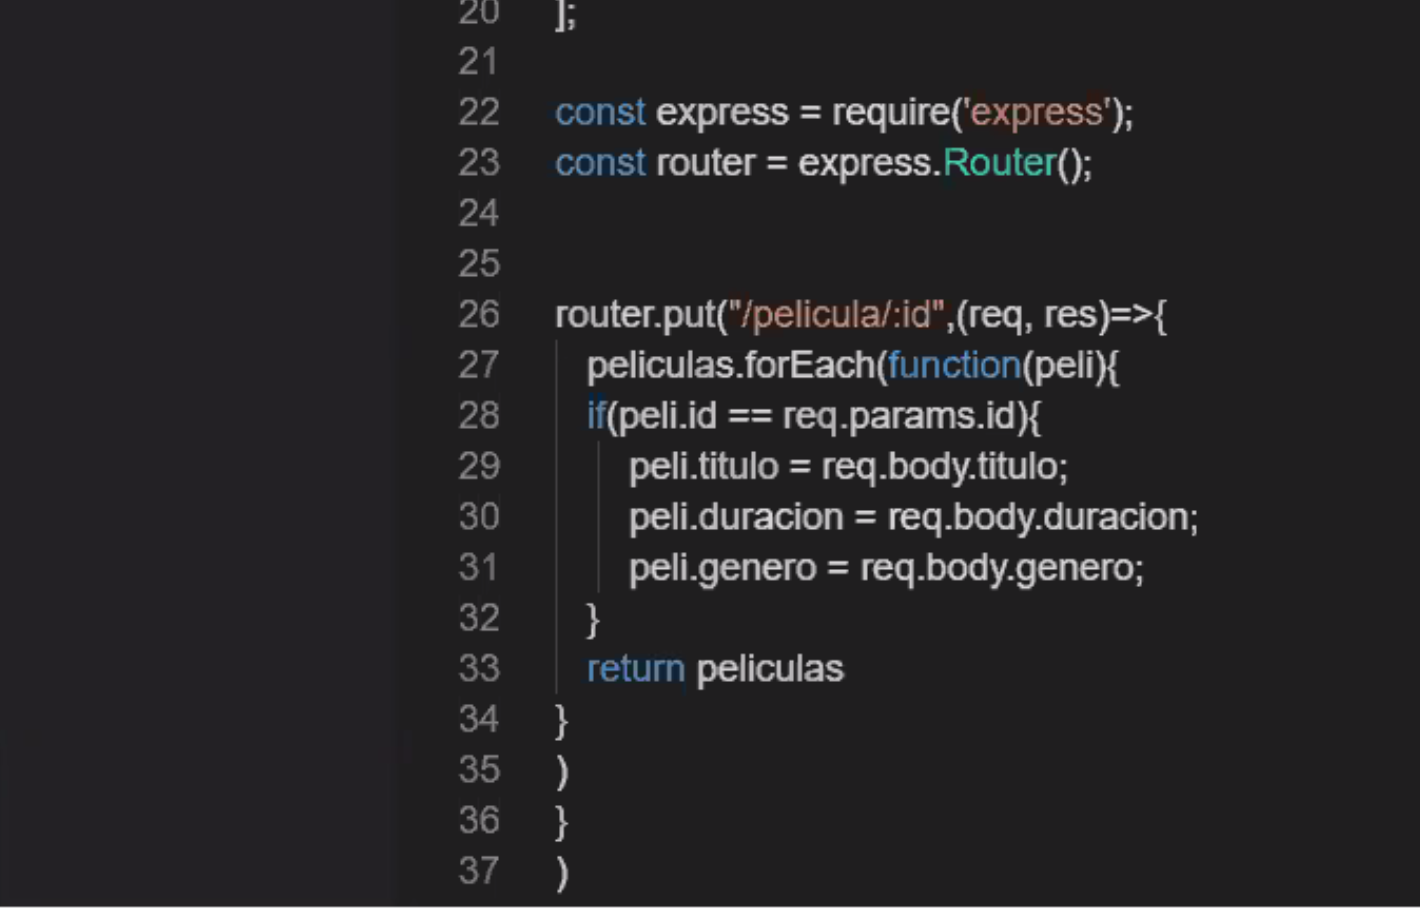 20 ];
21
22 const express = require('express');
23 const router = express.Router();
24
25
26 router.put("/pelicula/:id",(req, res)=>{
27 peliculas.forEach(function(peli){
28 if(peli.id == req.params.id){
29 peli.titulo = req.body.titulo;
30 peli.duracion = req.body.duracion;
31 peli.genero = req.body.genero;
32 }
33 return peliculas
34 }
35 )
36 }
37 )